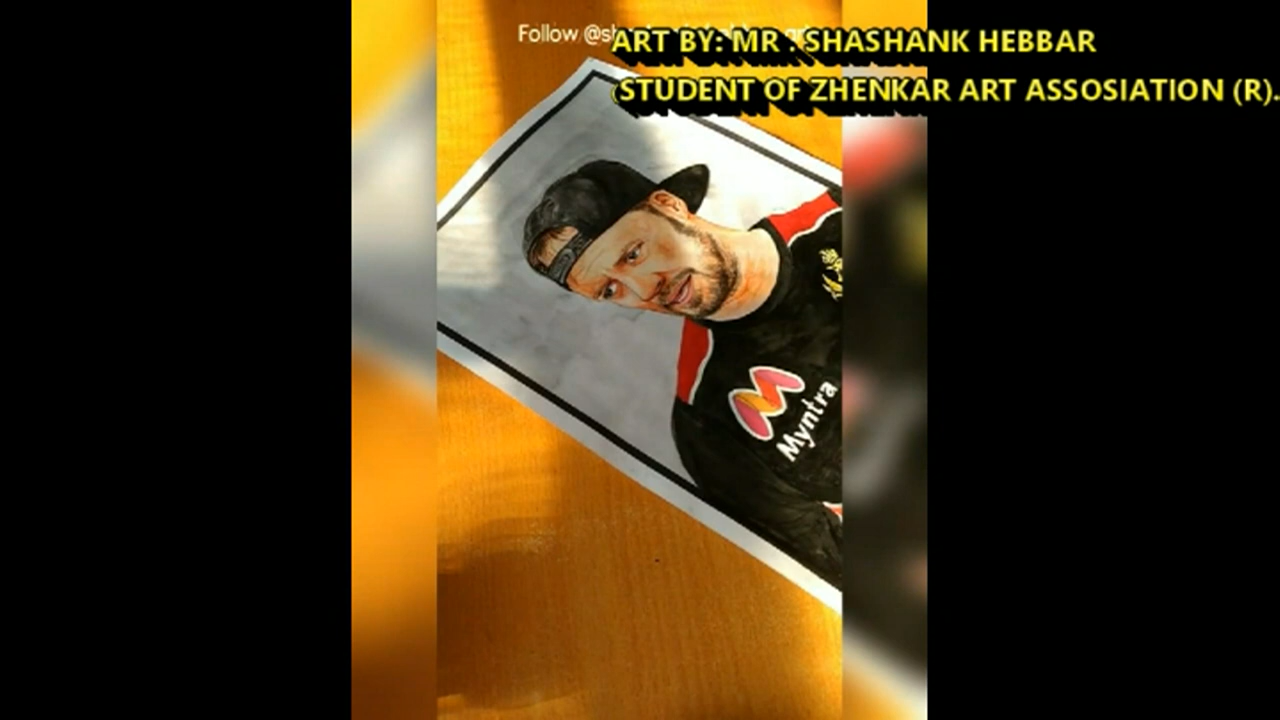 Follow
ART BY: MR : SHASHANK HEBBAR
(STUDENT OF ZHENKAR ART ASSOSIATION (R).
Myntra